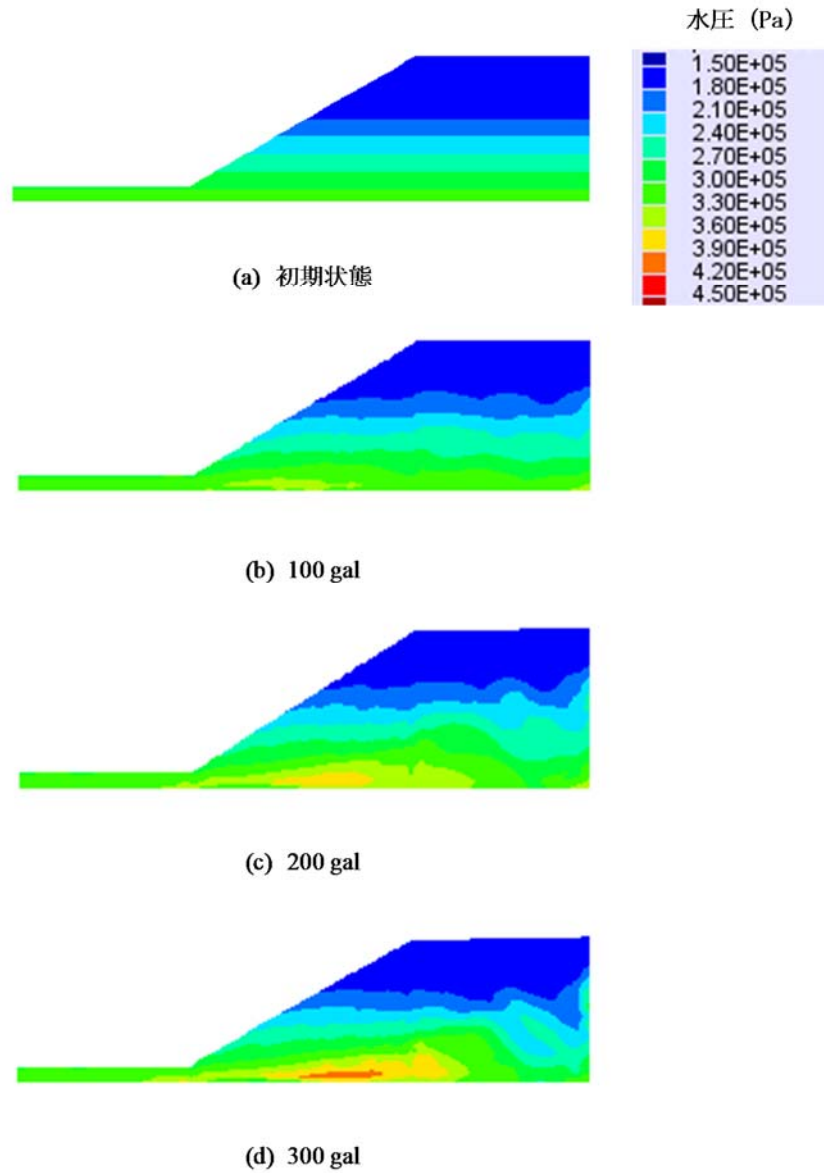 水圧 (Pa)
1.50E+05
1.80E+05
2.10E+05
2.40E+05
2.70E+05
3.00E+05
3.30E+05
3.60E+05
3.90E+05
4.20E+05
4.50E+05
(a) 初期状態
(b) 100 gal
(c) 200 gal
(d) 300 gal